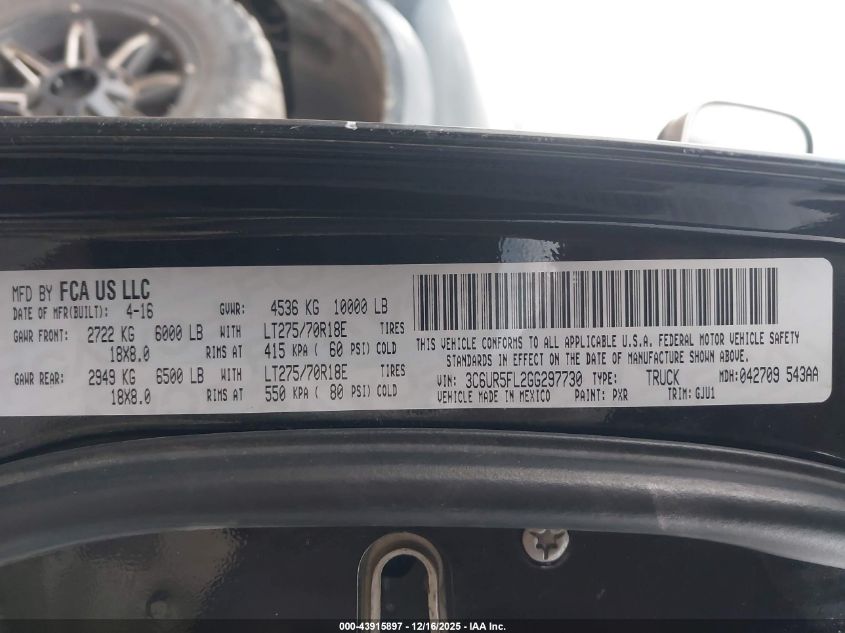 MFD BY FCA US LLC
DATE OF MFR(BUILT): 4-16 GVWR: 4536 KG 10000 LB
GAWR FRONT: 2722 KG 6000 LB WITH LT275/70R18E TIRES
18X8.0 RIMS AT 415 KPA ( 60 PSI) COLD
GAWR REAR: 2949 KG 6500 LB WITH LT275/70R18E TIRES
18X8.0 RIMS AT 550 KPA ( 80 PSI) COLD
THIS VEHICLE CONFORMS TO ALL APPLICABLE U.S.A. FEDERAL MOTOR VEHICLE SAFETY
STANDARDS IN EFFECT ON THE DATE OF MANUFACTURE SHOWN ABOVE.
VIN: 3C6UR5FL2GG297730 TYPE: TRUCK MDH: 042709 543AA
VEHICLE MADE IN MEXICO PAINT: PXR TRIM: GJU1
000-43915897 - 12/16/2025 - IAA Inc.